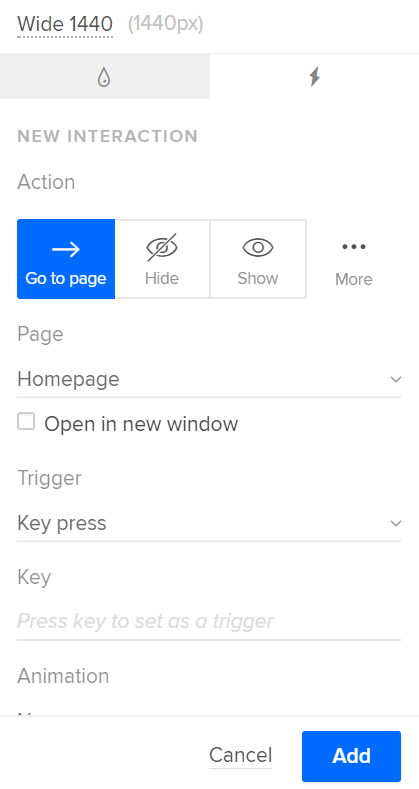 Wide 1440 (1440px)
NEW INTERACTION
Action
Go to page Hide Show More
Page
Homepage
Open in new window
Trigger
Key press
Key
Press key to set as a trigger
Animation
Cancel Add